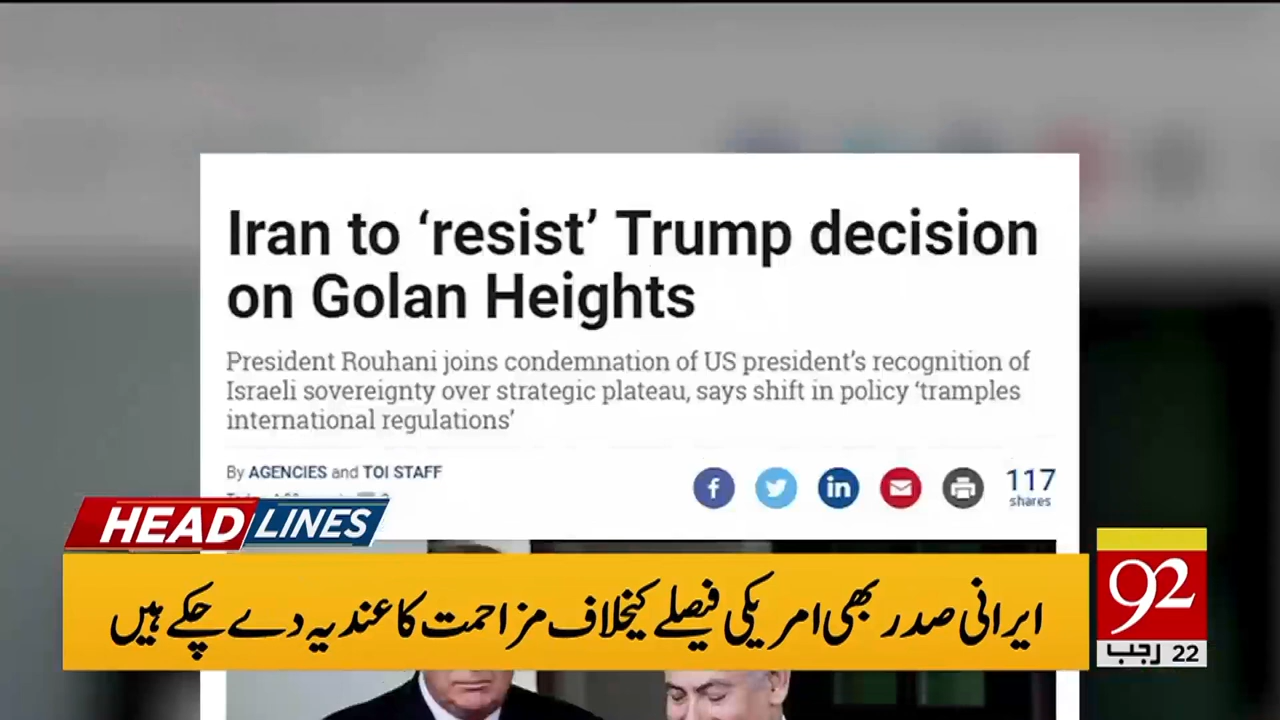 Iran to ‘resist’ Trump decision
on Golan Heights
President Rouhani joins condemnation of US president’s recognition of
Israeli sovereignty over strategic plateau, says shift in policy ‘tramples
international regulations’
By AGENCIES and TOI STAFF
117
shares
HEADLINES
ایرانی صدر بھی امریکی فیصلے کیخلاف مزاحمت کا عندیہ دے چکے ہیں
92
22 رجب